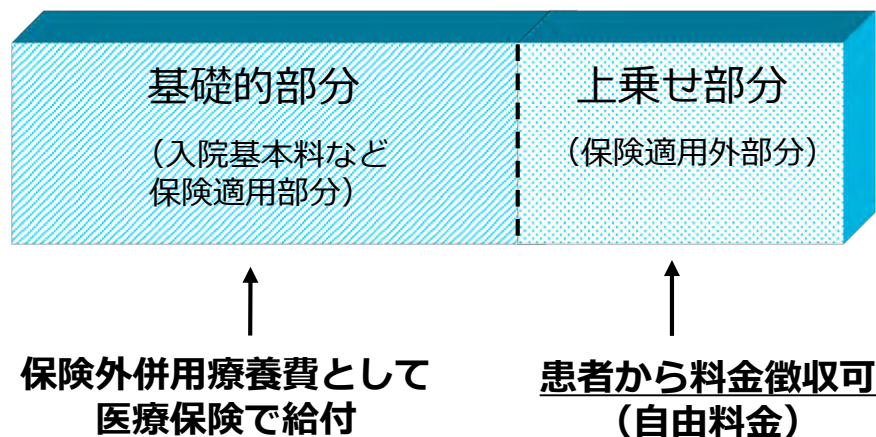 基礎的部分
（入院基本料など
保険適用部分）
上乗せ部分
（保険適用外部分）
保険外併用療養費として
医療保険で給付
患者から料金徴収可
（自由料金）